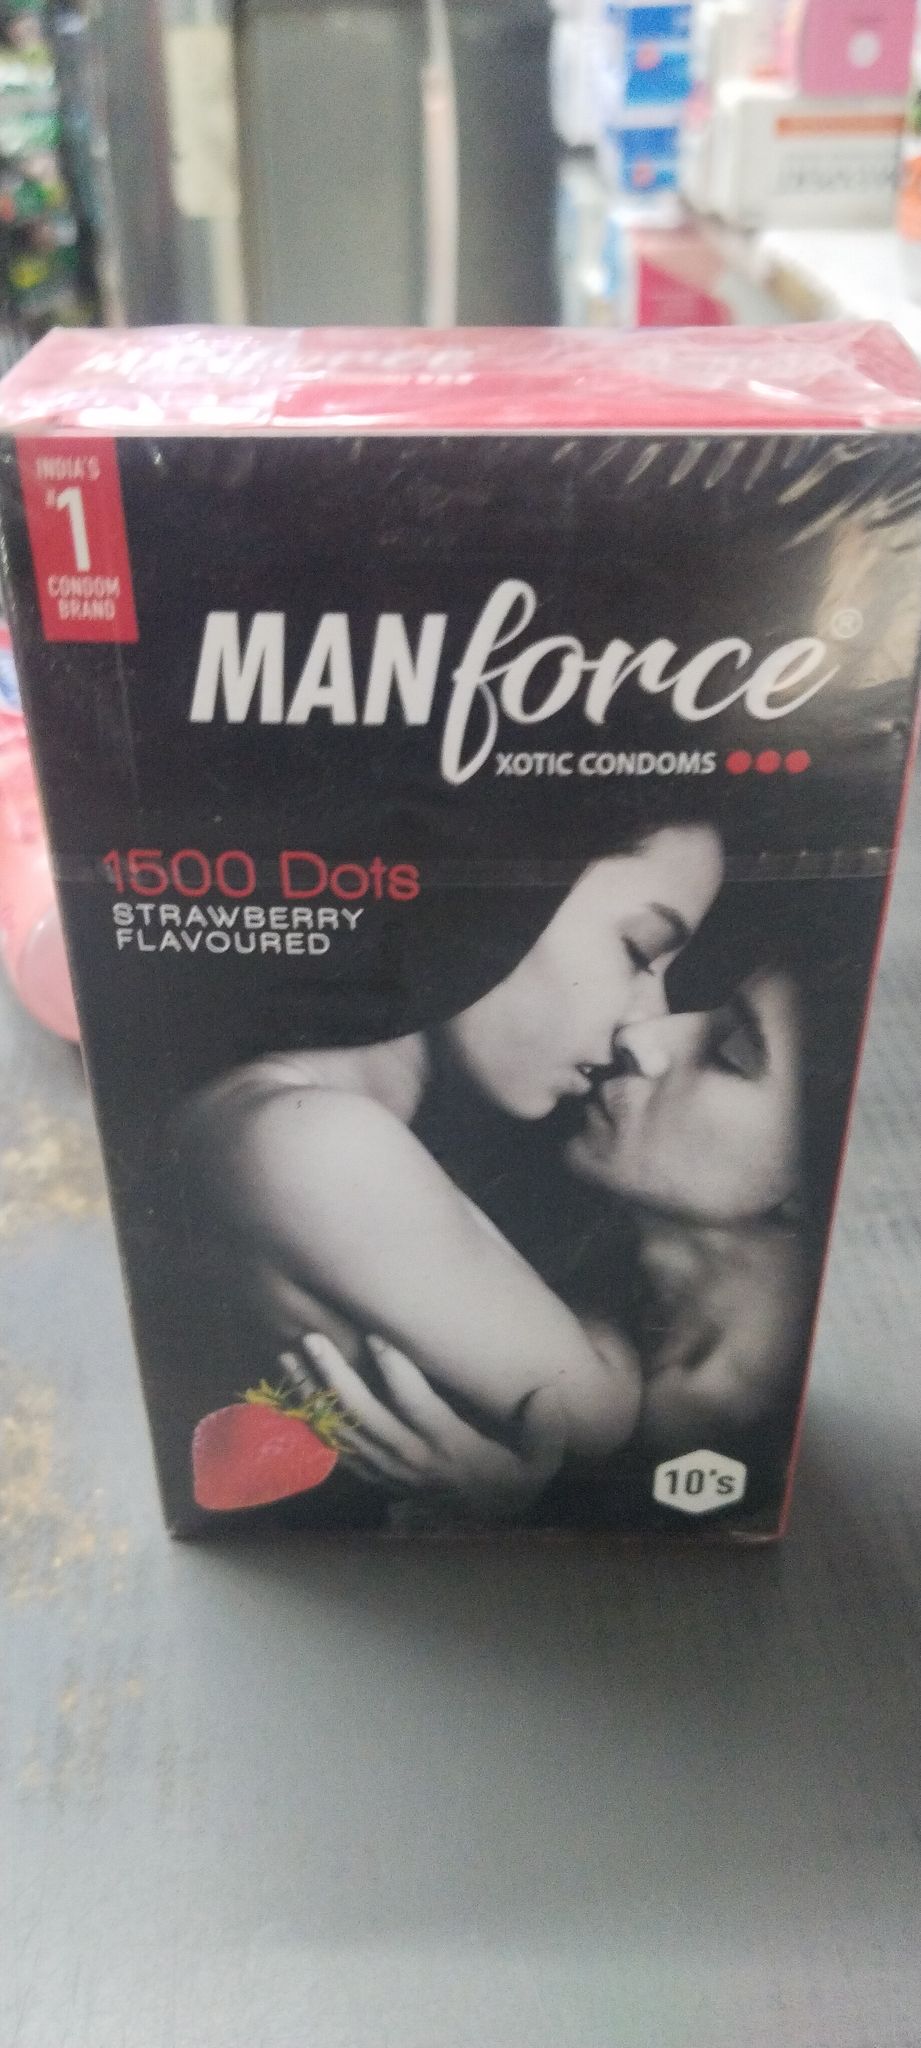 INDIA'S
#1
CONDOM
BRAND
MANforce®
XOTIC CONDOMS
1500 Dots
STRAWBERRY
FLAVOURED
10's